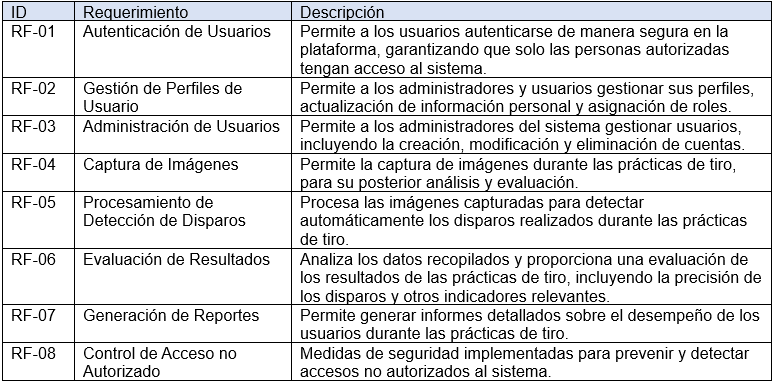 ID Requerimiento Descripción
RF-01 Autenticación de Usuarios Permite a los usuarios autenticarse de manera segura en la
plataforma, garantizando que solo las personas autorizadas
tengan acceso al sistema.
RF-02 Gestión de Perfiles de Permite a los administradores y usuarios gestionar sus perfiles,
Usuario actualización de información personal y asignación de roles.
RF-03 Administración de Usuarios Permite a los administradores del sistema gestionar usuarios,
incluyendo la creación, modificación y eliminación de cuentas.
RF-04 Captura de Imágenes Permite la captura de imágenes durante las prácticas de tiro,
para su posterior análisis y evaluación.
RF-05 Procesamiento de Procesa las imágenes capturadas para detectar
Detección de Disparos automáticamente los disparos realizados durante las prácticas
de tiro.
RF-06 Evaluación de Resultados Analiza los datos recopilados y proporciona una evaluación de
los resultados de las prácticas de tiro, incluyendo la precisión de
los disparos y otros indicadores relevantes.
RF-07 Generación de Reportes Permite generar informes detallados sobre el desempeño de los
usuarios durante las prácticas de tiro.
RF-08 Control de Acceso no Medidas de seguridad implementadas para prevenir y detectar
Autorizado accesos no autorizados al sistema.